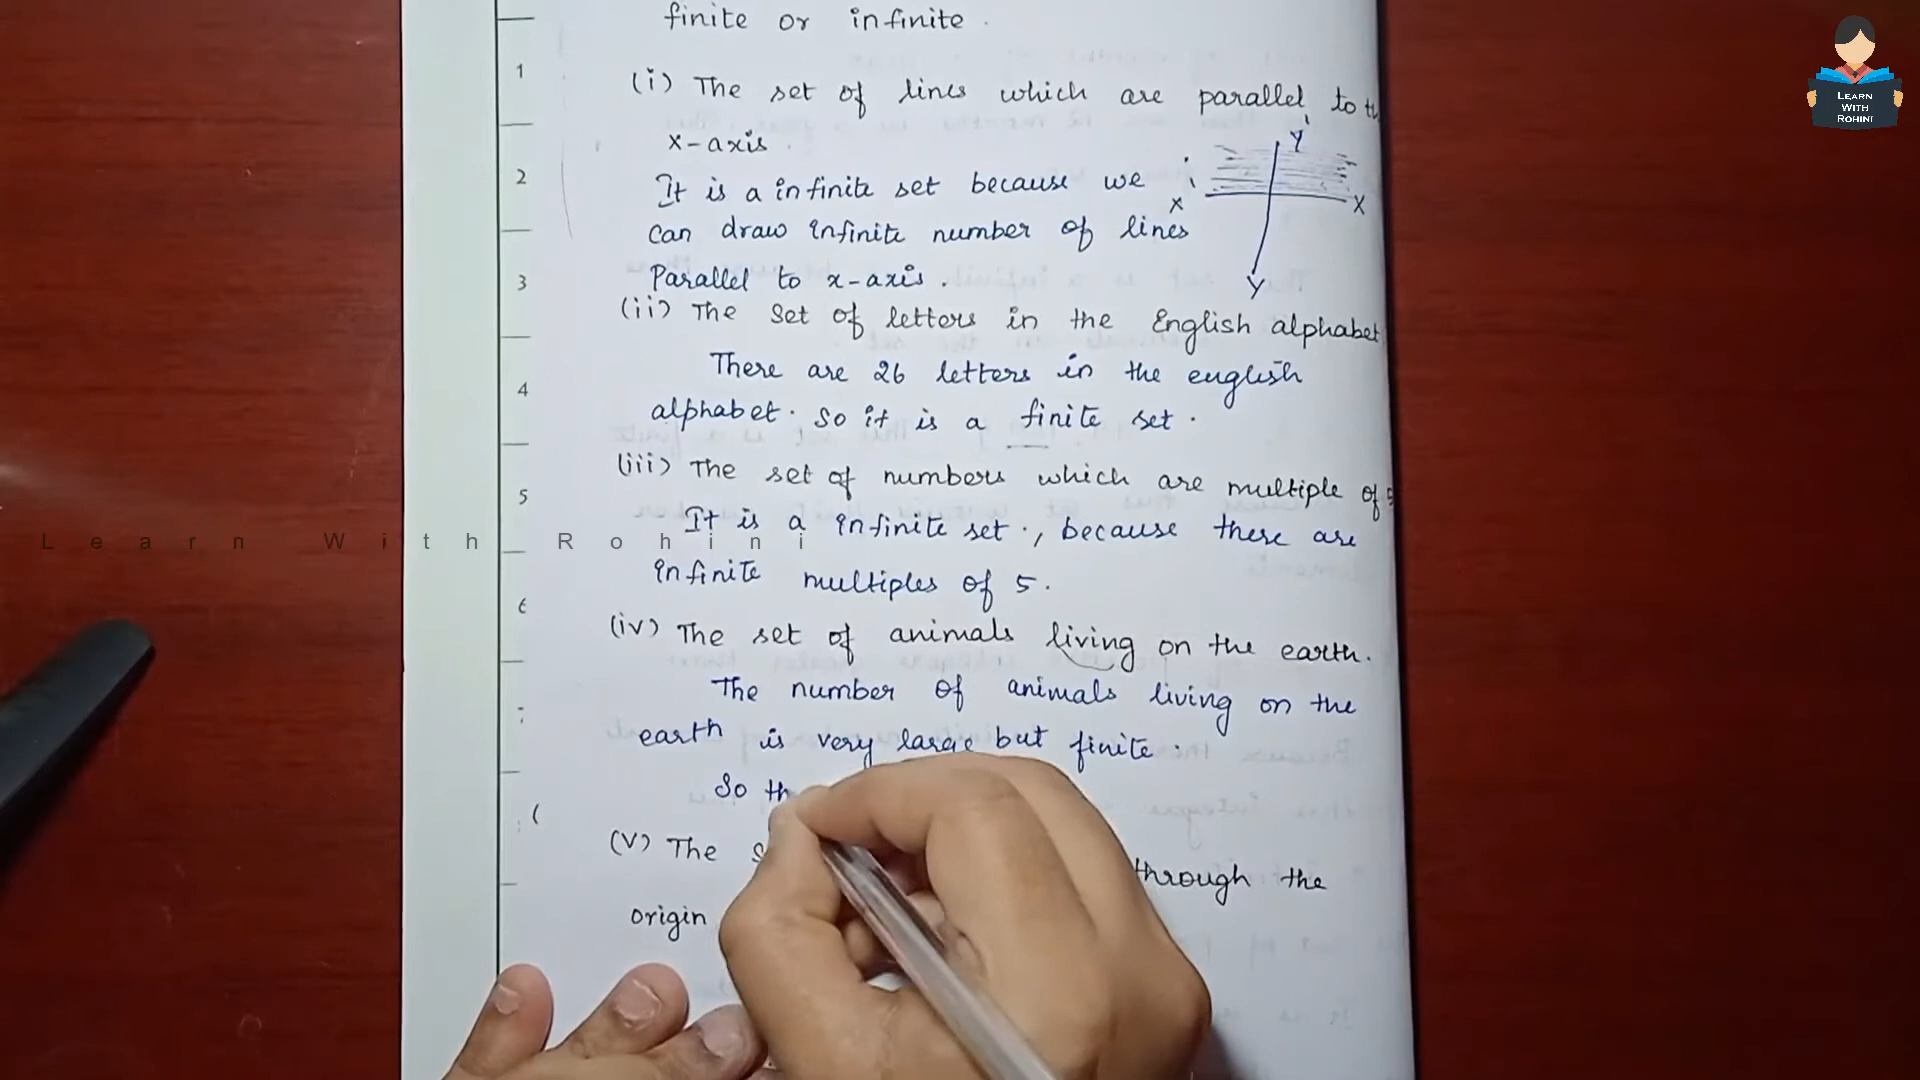 finite or infinite.
(i) The set of lines which are parallel to
x-axis.
It is a infinite set because we
can draw infinite number of lines
Parallel to x-axis.
Y'
X X
Y
(ii) The set of letters in the English alphabet
There are 26 letters in the english
alphabet. So it is a finite set.
(iii) The set of numbers which are multiple of 5
It is a infinite set., because there are
infinite multiples of 5.
(iv) The set of animals living on the earth.
The number of animals living on the
earth is very large but finite.
So
(v) The through the
origin
1
2
3
4
5
6
7
Learn With Rohini
LEARN
WITH
ROHINI